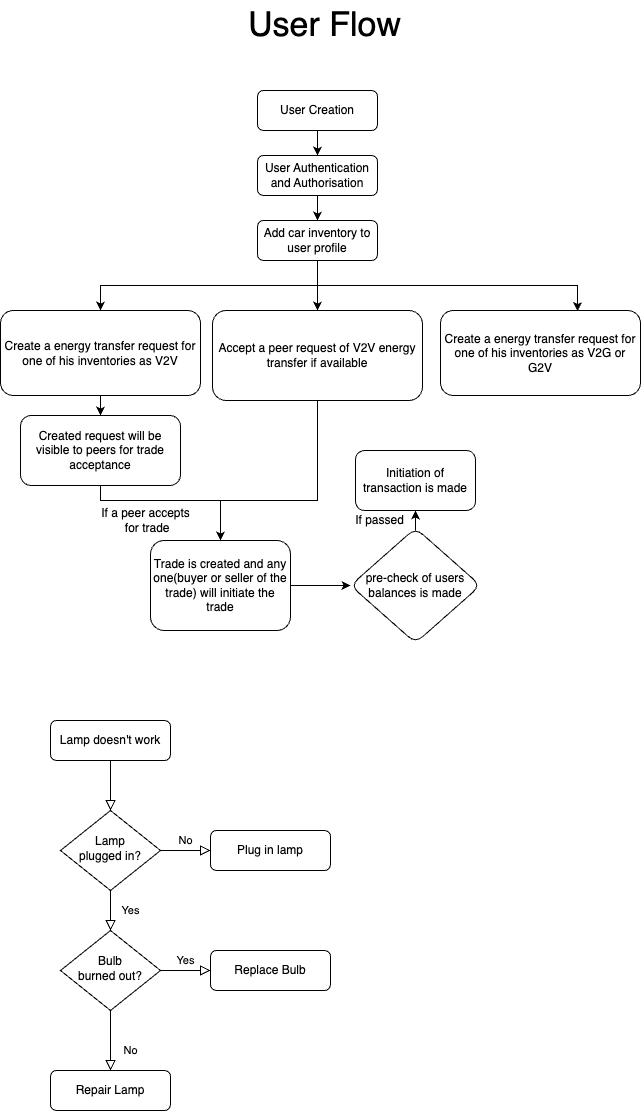 User Flow
User Creation
User Authentication
and Authorisation
Add car inventory to
user profile
Create a energy transfer request for
one of his inventories as V2V
Accept a peer request of V2V energy
transfer if available
Create a energy transfer request for
one of his inventories as V2G or
G2V
Created request will be
visible to peers for trade
acceptance
Initiation of
transaction is made
If a peer accepts
for trade
If passed
Trade is created and any
one(buyer or seller of the
trade) will initiate the
trade
pre-check of users
balances is made
Lamp doesn't work
Lamp
plugged in?
No
Plug in lamp
Yes
Bulb
burned out?
Yes
Replace Bulb
No
Repair Lamp